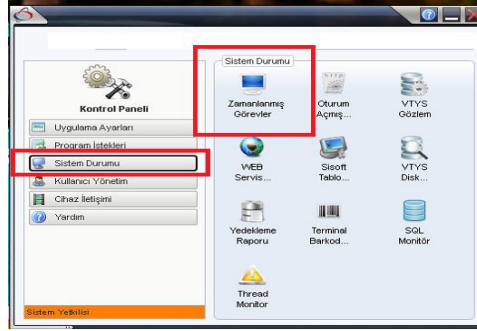 Kontrol Paneli
Uygulama Ayarları
Program İstekleri
Sistem Durumu
Kullanıcı Yönetim
Cihaz İletişimi
Yardım
Sistem Yetkilisi
Sistem Durumu
Zamanlanmış
Görevler
Oturum
Açmış...
VTYS
Gözlem
WEB
Servis...
Sisoft
Tablo...
VTYS
Disk...
Yedekleme
Raporu
Terminal
Barkod...
SQL
Monitör
Thread
Monitor